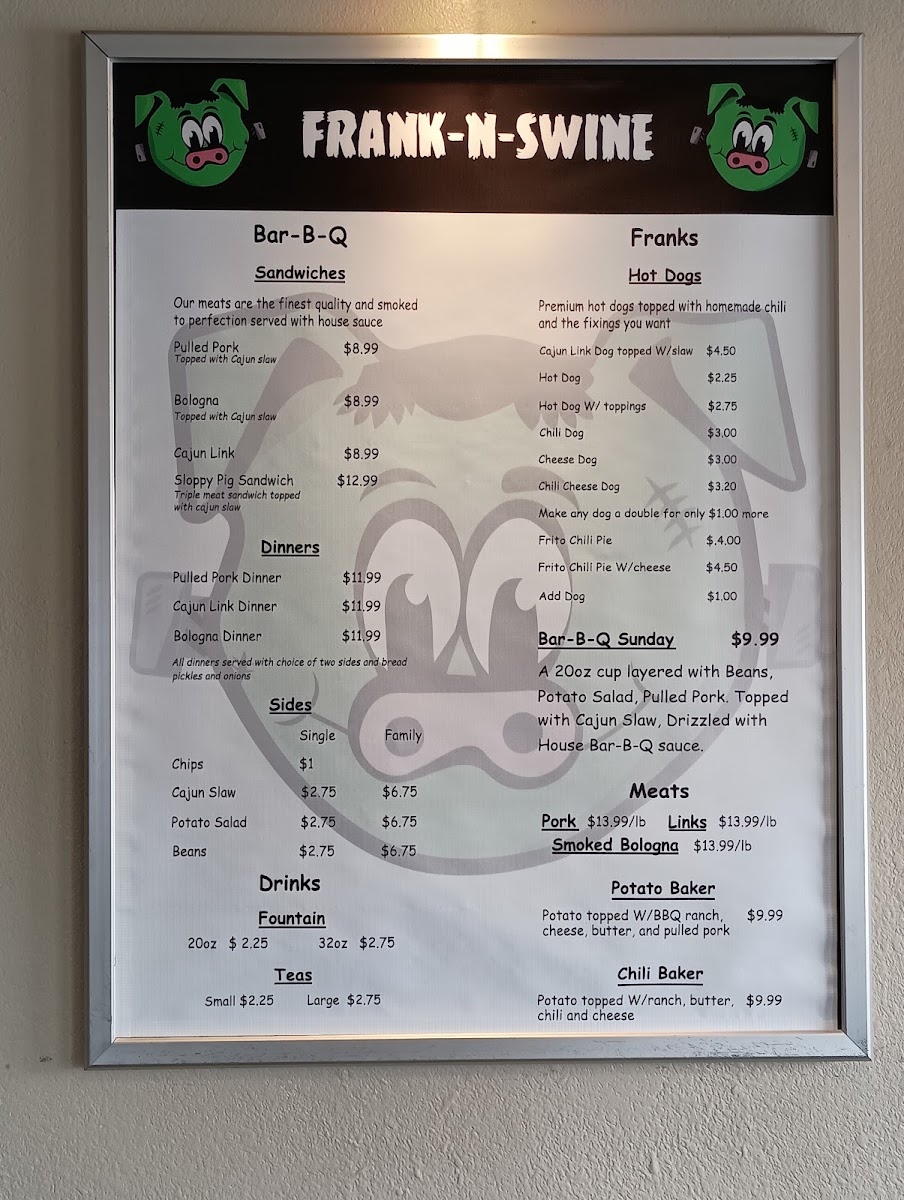 FRANK-N-SWINE
Bar-B-Q
Sandwiches
Our meats are the finest quality and smoked
to perfection served with house sauce
Pulled Pork $8.99
Topped with Cajun slaw
Bologna $8.99
Topped with Cajun slaw
Cajun Link $8.99
Sloppy Pig Sandwich $12.99
Triple meat sandwich topped
with cajun slaw
Dinners
Pulled Pork Dinner $11.99
Cajun Link Dinner $11.99
Bologna Dinner $11.99
All dinners served with choice of two sides and bread
pickles and onions
Sides
Single Family
Chips $1
Cajun Slaw $2.75 $6.75
Potato Salad $2.75 $6.75
Beans $2.75 $6.75
Drinks
Fountain
20oz $ 2.25 32oz $2.75
Teas
Small $2.25 Large $2.75
Franks
Hot Dogs
Premium hot dogs topped with homemade chili
and the fixings you want
Cajun Link Dog topped W/slaw $4.50
Hot Dog $2.25
Hot Dog W/ toppings $2.75
Chili Dog $3.00
Cheese Dog $3.00
Chili Cheese Dog $3.20
Make any dog a double for only $1.00 more
Frito Chili Pie $.4.00
Frito Chili Pie W/cheese $4.50
Add Dog $1.00
Bar-B-Q Sunday $9.99
A 20oz cup layered with Beans,
Potato Salad, Pulled Pork. Topped
with Cajun Slaw, Drizzled with
House Bar-B-Q sauce.
Meats
Pork $13.99/lb Links $13.99/lb
Smoked Bologna $13.99/lb
Potato Baker
Potato topped W/BBQ ranch, $9.99
cheese, butter, and pulled pork
Chili Baker
Potato topped W/ranch, butter, $9.99
chili and cheese